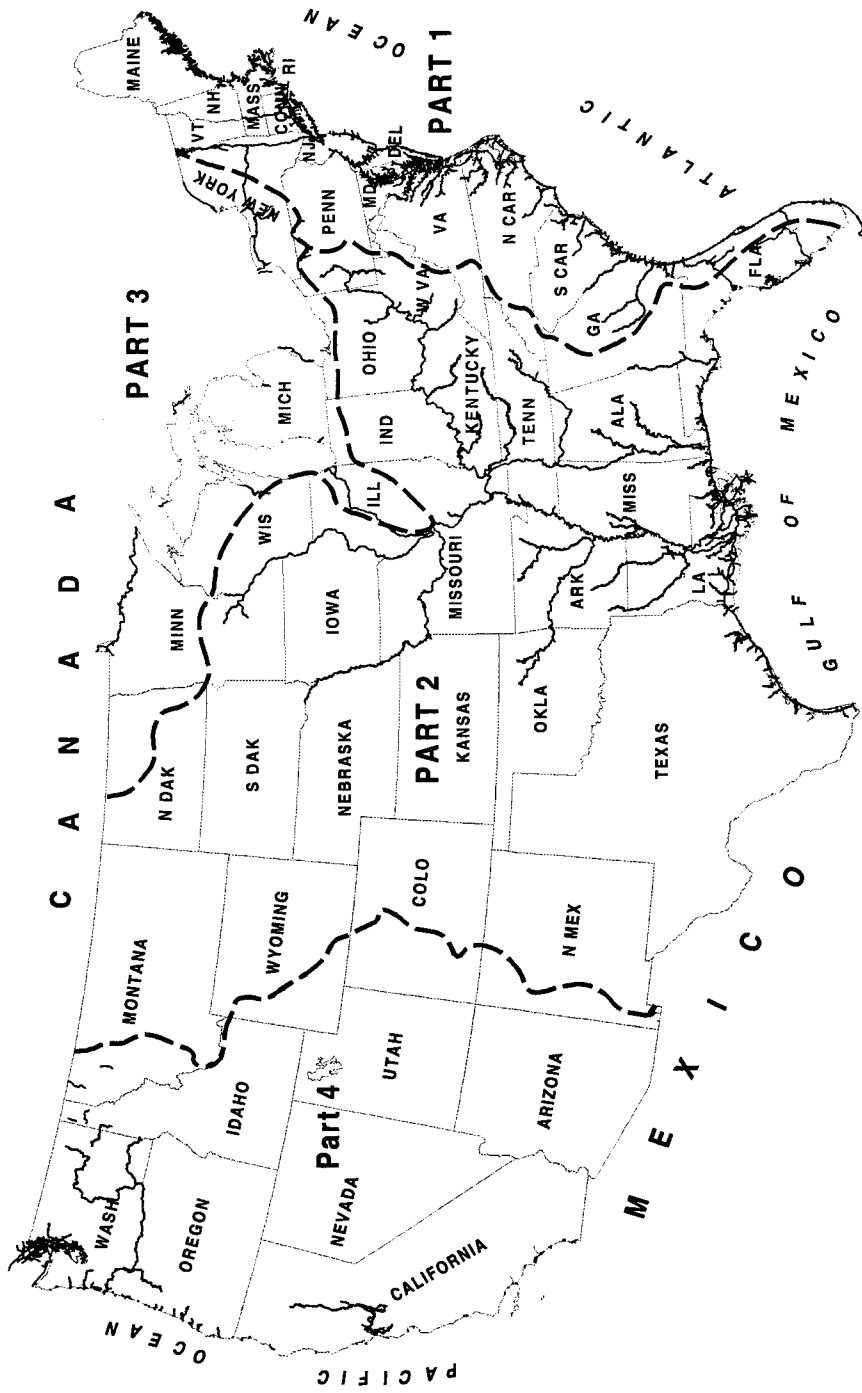 CANADA
MEXICO
PACIFIC OCEAN
ATLANTIC OCEAN
GULF OF MEXICO
PART 1
PART 2
PART 3
Part 4
WASH
OREGON
CALIFORNIA
NEVADA
IDAHO
MONTANA
WYOMING
UTAH
ARIZONA
COLO
N MEX
N DAK
S DAK
NEBRASKA
KANSAS
OKLA
TEXAS
MINN
IOWA
MISSOURI
ARK
LA
WIS
ILL
MICH
IND
OHIO
KENTUCKY
TENN
MISS
ALA
GA
FLA
S CAR
N CAR
VA
W VA
MD
DEL
PENN
NJ
NEW YORK
VT
NH
MASS
CONN
RI
MAINE